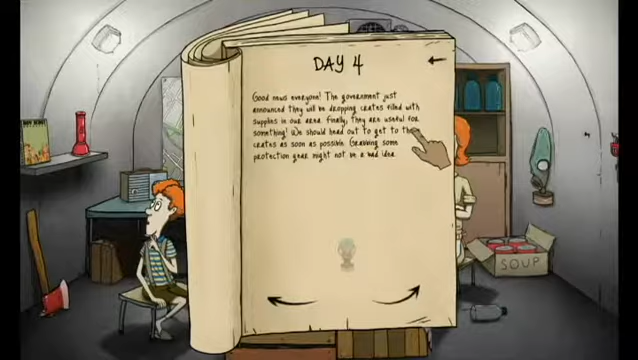 DAY 4
Good news everyone! The government just
announced they will be dropping crates filled with
supplies in our area. Finally, they are useful for
something! We should head out to get to the
crates as soon as possible. Grabbing some
protection gear might not be a bad idea.
SOUP